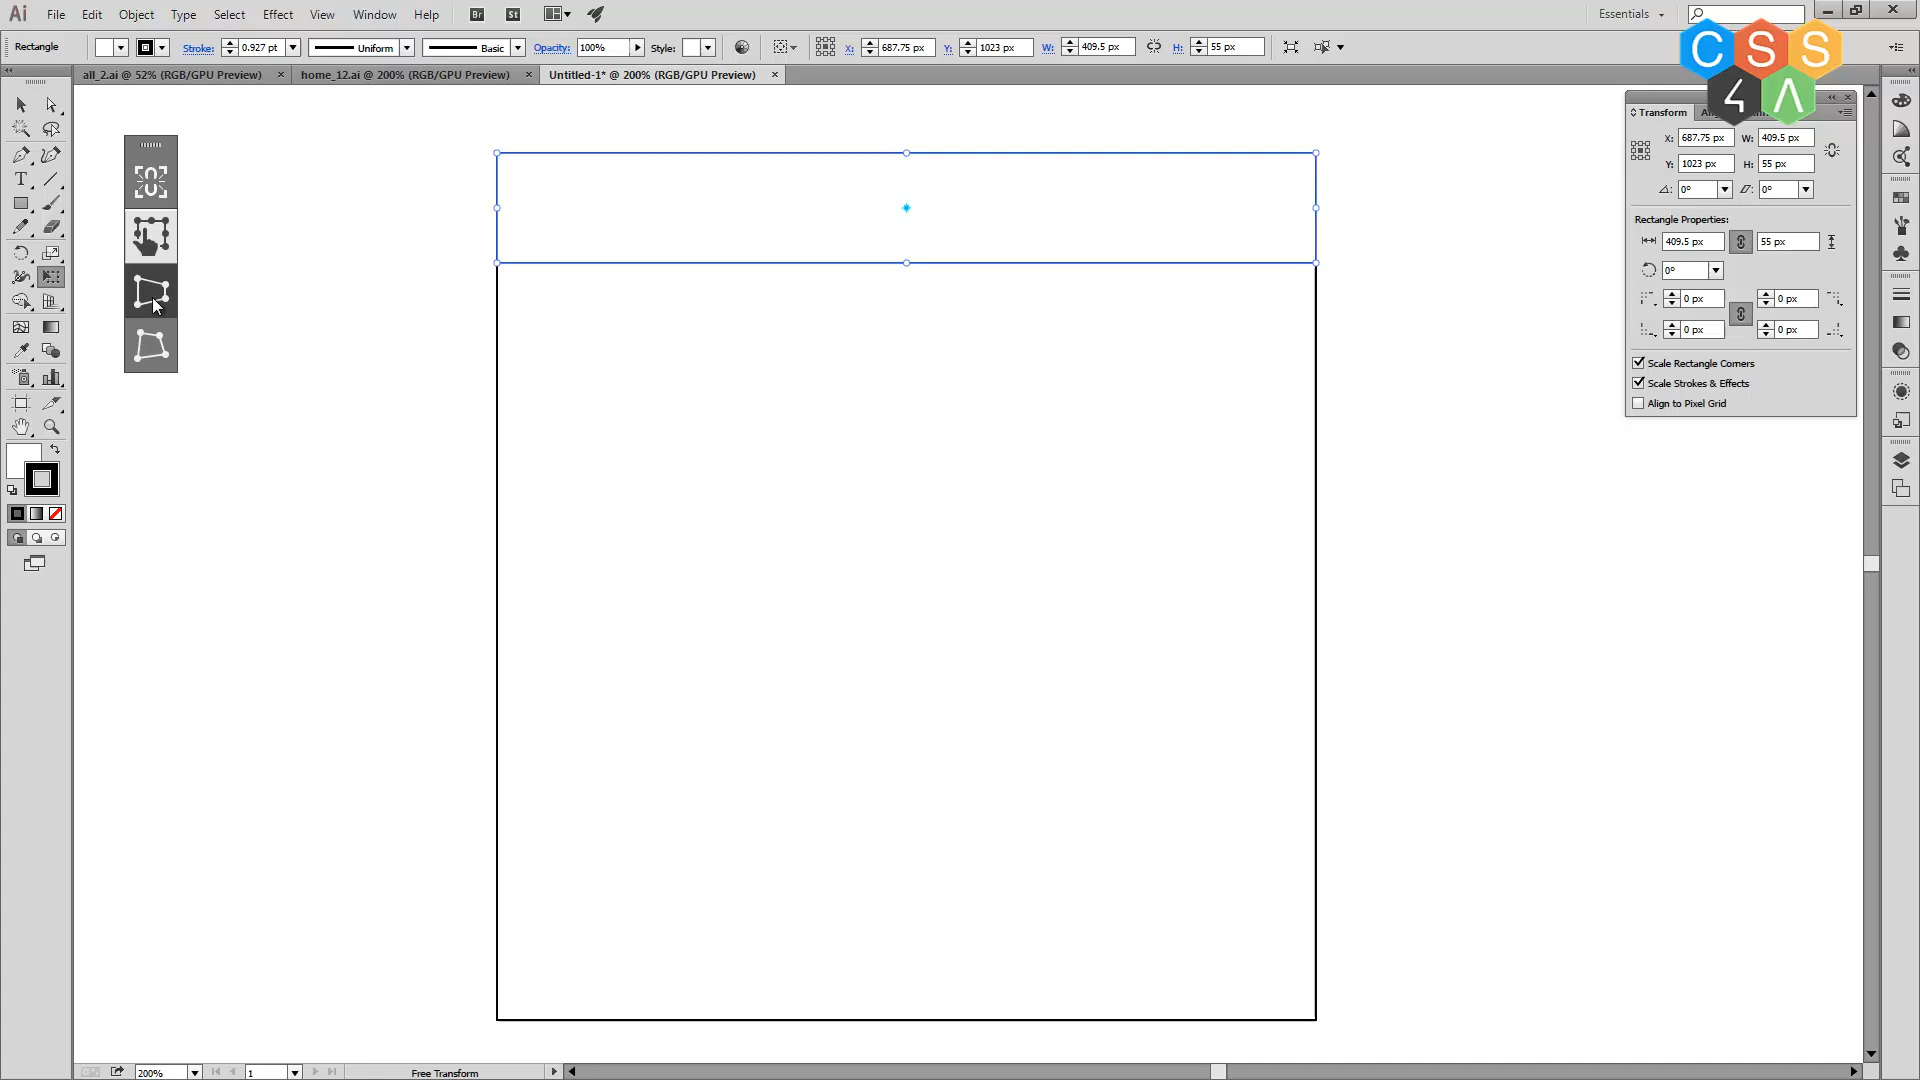 Ai File Edit Object Type Select Effect View Window Help Br St Essentials
Rectangle Stroke: 0.927 pt Uniform Basic Opacity: 100% Style: X: 687.75 px Y: 1023 px W: 409.5 px H: 55 px
all_2.ai @ 52% (RGB/GPU Preview) × home_12.ai @ 200% (RGB/GPU Preview) × Untitled-1* @ 200% (RGB/GPU Preview) ×
CSS
4Λ
Transform
X: 687.75 px W: 409.5 px
Y: 1023 px H: 55 px
0° 0°
Rectangle Properties:
409.5 px 55 px
0°
0 px 0 px
0 px 0 px
Scale Rectangle Corners
Scale Strokes & Effects
Align to Pixel Grid
T
200% 1 Free Transform